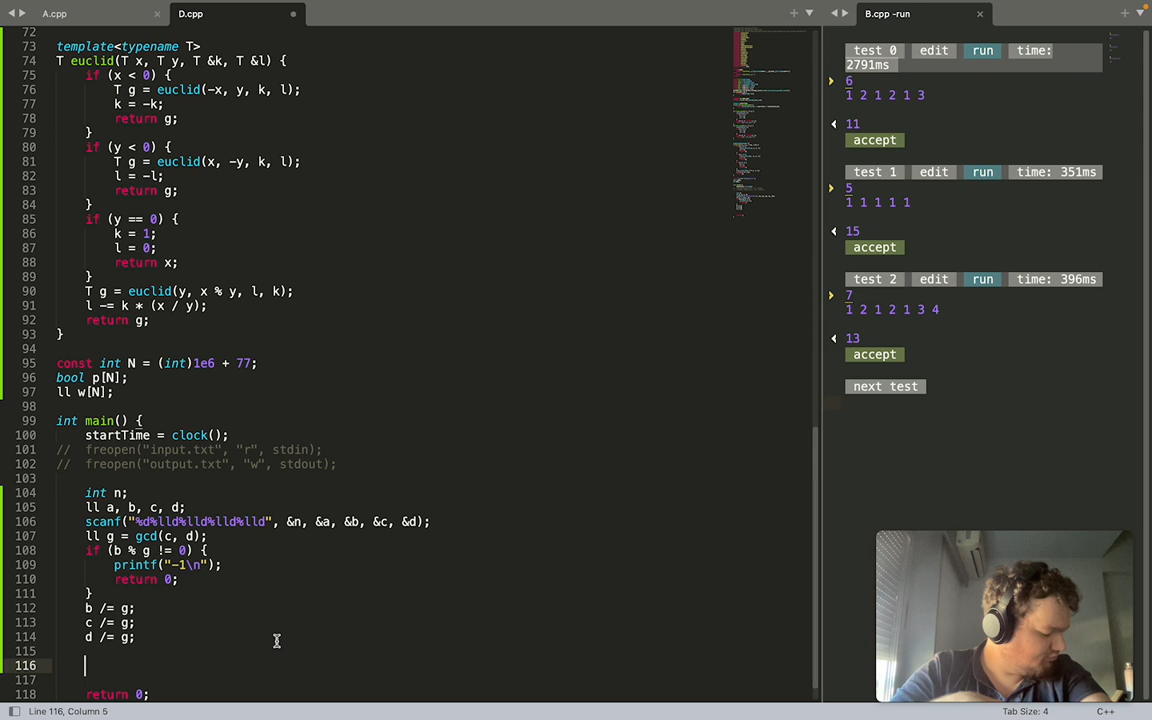 A.cpp
D.cpp
72
73 template<typename T>
74 T euclid(T x, T y, T &k, T &l) {
75 if (x < 0) {
76 T g = euclid(-x, y, k, l);
77 k = -k;
78 return g;
79 }
80 if (y < 0) {
81 T g = euclid(x, -y, k, l);
82 l = -l;
83 return g;
84 }
85 if (y == 0) {
86 k = 1;
87 l = 0;
88 return x;
89 }
90 T g = euclid(y, x % y, l, k);
91 l -= k * (x / y);
92 return g;
93 }
94
95 const int N = (int)1e6 + 77;
96 bool p[N];
97 ll w[N];
98
99 int main() {
100 startTime = clock();
101 // freopen("input.txt", "r", stdin);
102 // freopen("output.txt", "w", stdout);
103
104 int n;
105 ll a, b, c, d;
106 scanf("%d%lld%lld%lld%lld", &n, &a, &b, &c, &d);
107 ll g = gcd(c, d);
108 if (b % g != 0) {
109 printf("-1\n");
110 return 0;
111 }
112 b /= g;
113 c /= g;
114 d /= g;
115
116
117
118 return 0;
B.cpp -run
test 0 edit run time:
2791ms
6
1 2 1 2 1 3
11
accept
test 1 edit run time: 351ms
5
1 1 1 1 1
15
accept
test 2 edit run time: 396ms
7
1 2 1 2 1 3 4
13
accept
next test
Line 116, Column 5
Tab Size: 4
C++